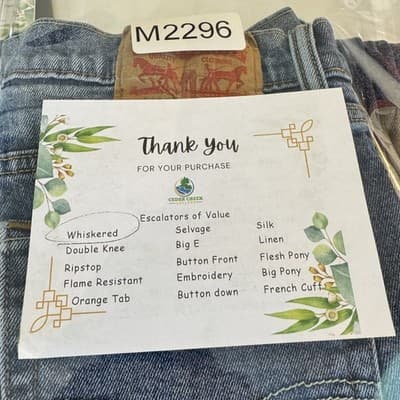 M2296
Thank You
FOR YOUR PURCHASE
CEDER CREEK
Escalators of Value
Whiskered
Double Knee
Ripstop
Flame Resistant
Orange Tab
Selvage
Big E
Button Front
Embroidery
Button down
Silk
Linen
Flesh Pony
Big Pony
French Cuff